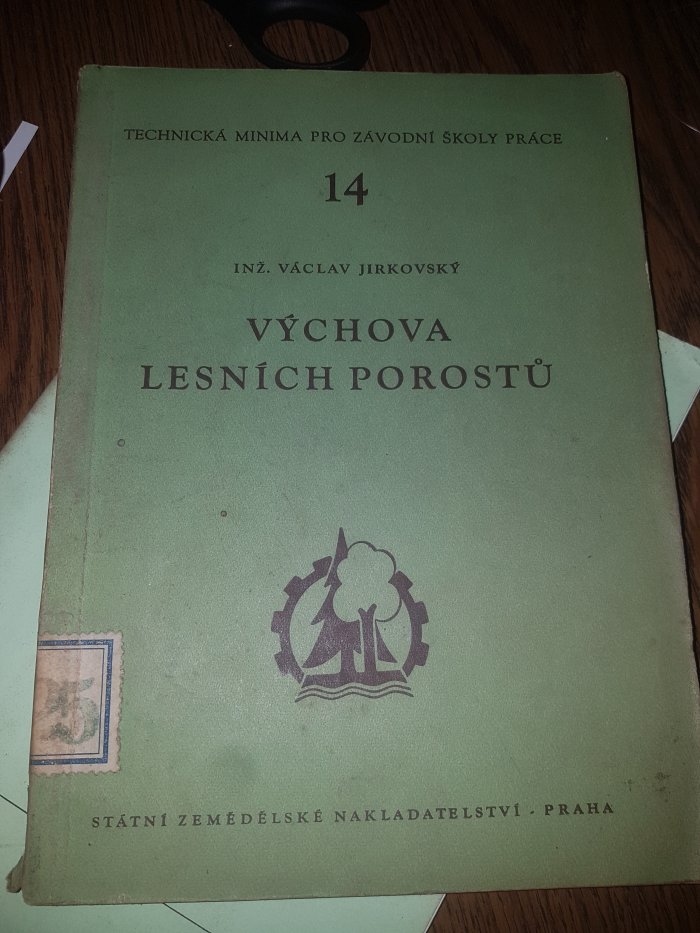 TECHNICKÁ MINIMA PRO ZÁVODNÍ ŠKOLY PRÁCE
14
INŽ. VÁCLAV JIRKOVSKÝ
VÝCHOVA
LESNÍCH POROSTŮ
STÁTNÍ ZEMĚDĚLSKÉ NAKLADATELSTVÍ - PRAHA